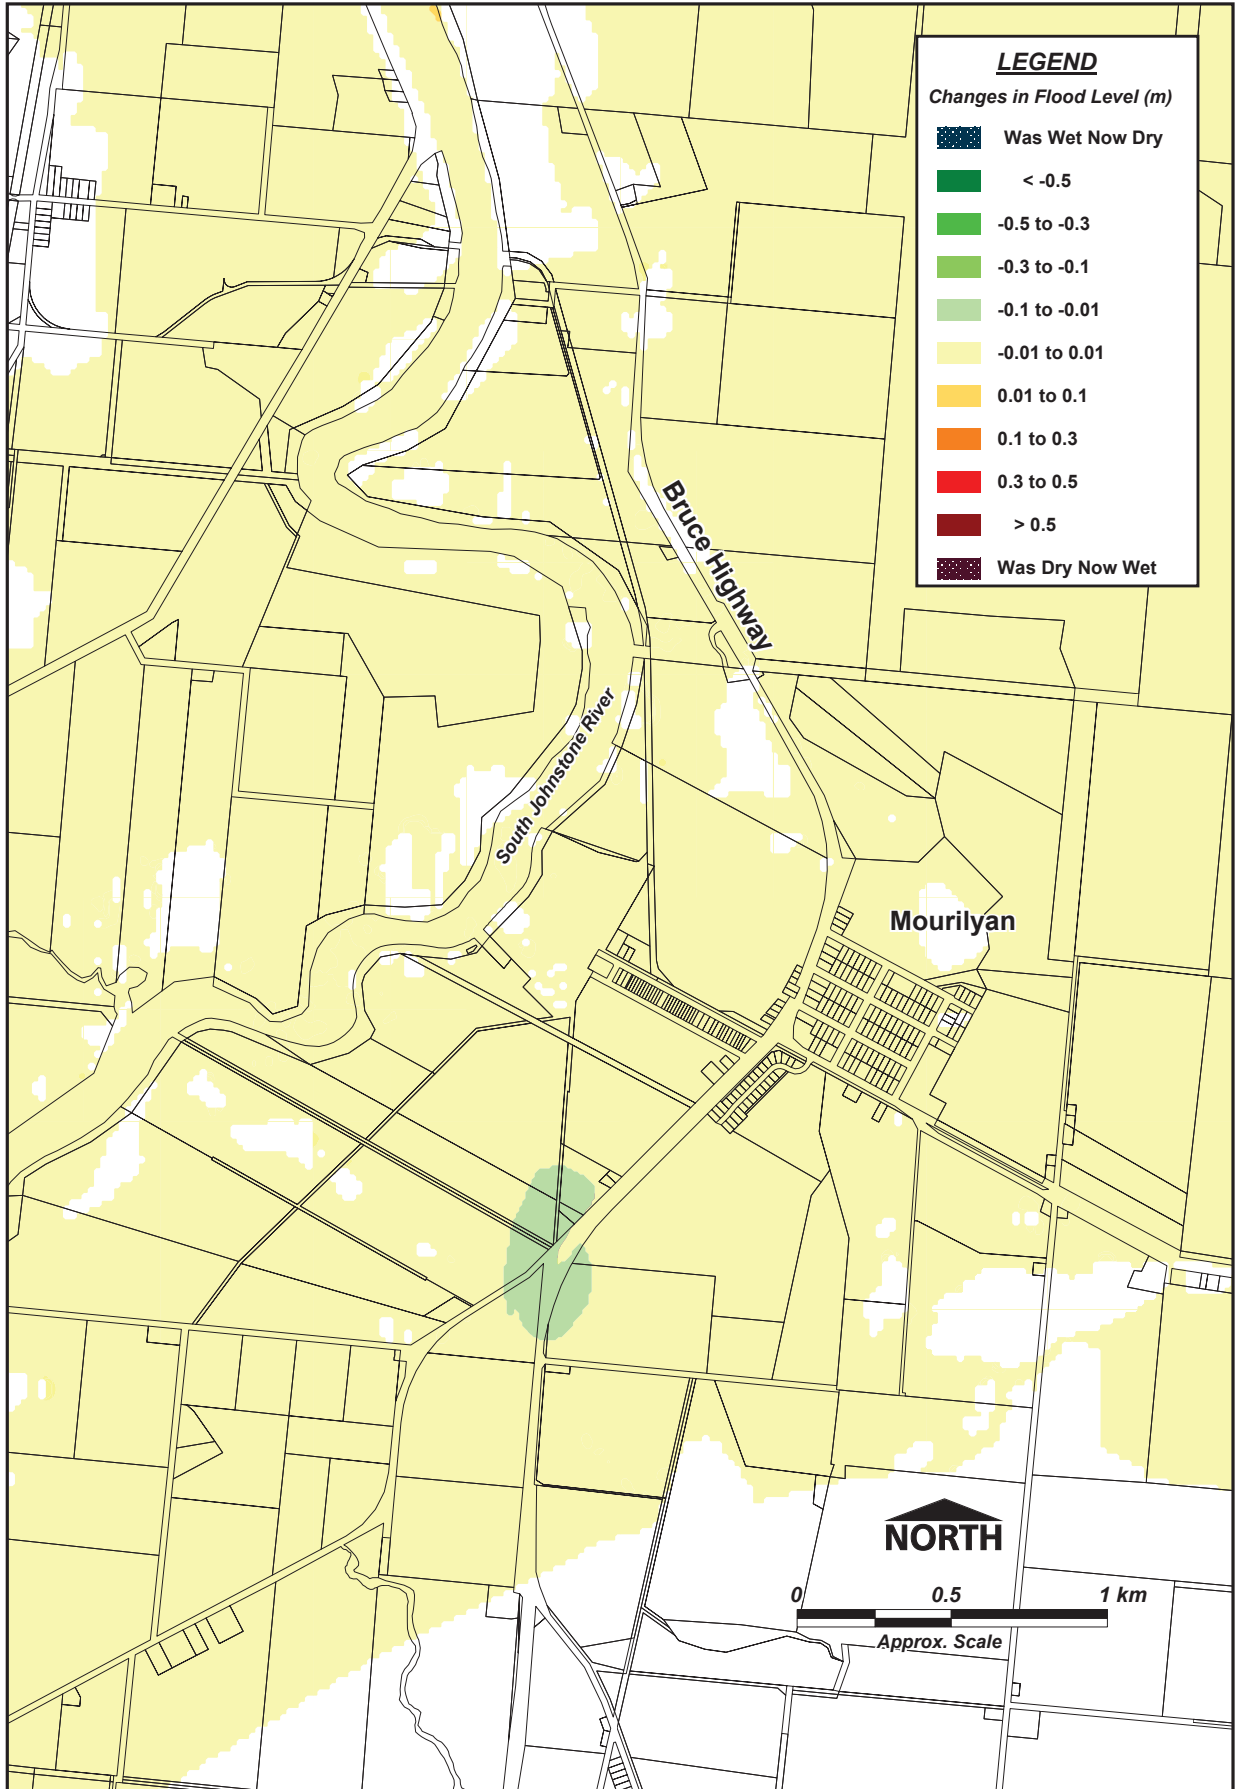 LEGEND
Changes in Flood Level (m)
Was Wet Now Dry
< -0.5
-0.5 to -0.3
-0.3 to -0.1
-0.1 to -0.01
-0.01 to 0.01
0.01 to 0.1
0.1 to 0.3
0.3 to 0.5
> 0.5
Was Dry Now Wet
Bruce Highway
South Johnstone River
Mourilyan
NORTH
0 0.5 1 km
Approx. Scale